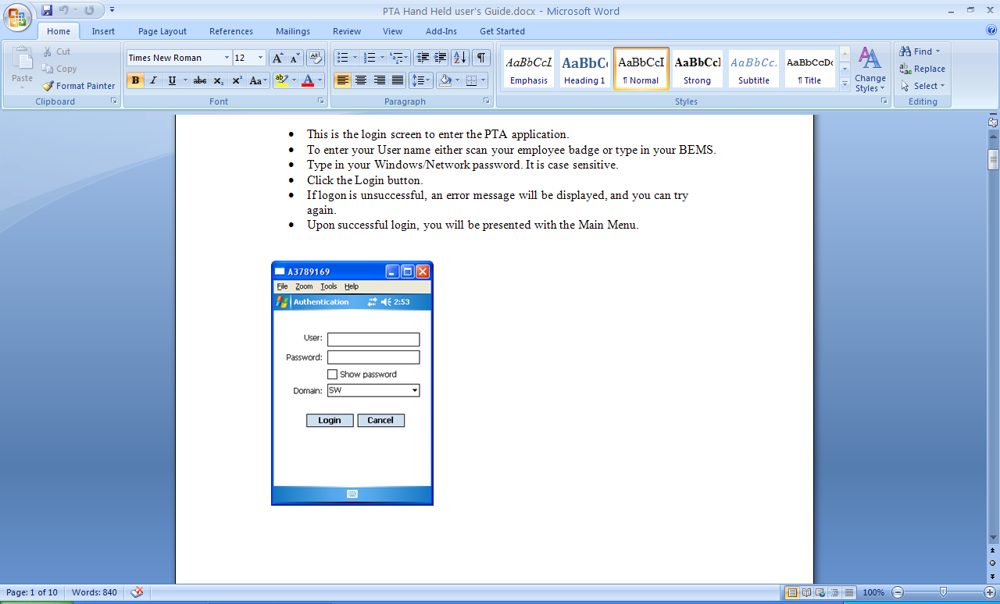 PTA Hand Held user's Guide.docx - Microsoft Word
Home Insert Page Layout References Mailings Review View Add-Ins Get Started
Paste
Cut
Copy
Format Painter
Clipboard
Times New Roman 12
B I U abc x₂ x² Aa
Font
Paragraph
AaBbCcI AaBbC AaBbCcI AaBbCcI AaBbCc. AaBbCcDc
Emphasis Heading 1 ¶ Normal Strong Subtitle ¶ Title
Change
Styles
Styles
Find
Replace
Select
Editing
• This is the login screen to enter the PTA application.
• To enter your User name either scan your employee badge or type in your BEMS.
• Type in your Windows/Network password. It is case sensitive.
• Click the Login button.
• If logon is unsuccessful, an error message will be displayed, and you can try
again.
• Upon successful login, you will be presented with the Main Menu.
A3789169
File Zoom Tools Help
Authentication 2:53
User:
Password:
Show password
Domain: SW
Login Cancel
Page: 1 of 10 Words: 840 100%